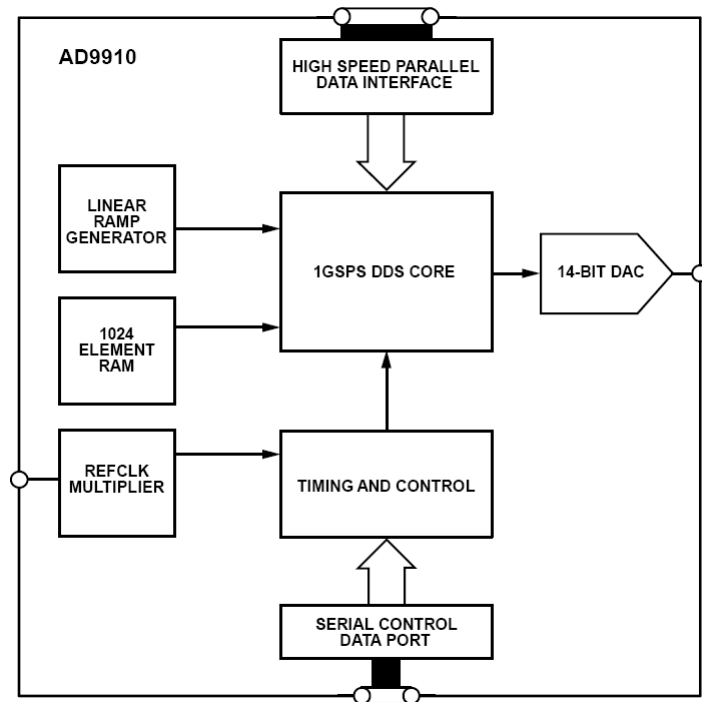 AD9910
HIGH SPEED PARALLEL
DATA INTERFACE
LINEAR
RAMP
GENERATOR
1GSPS DDS CORE
14-BIT DAC
1024
ELEMENT
RAM
REFCLK
MULTIPLIER
TIMING AND CONTROL
SERIAL CONTROL
DATA PORT